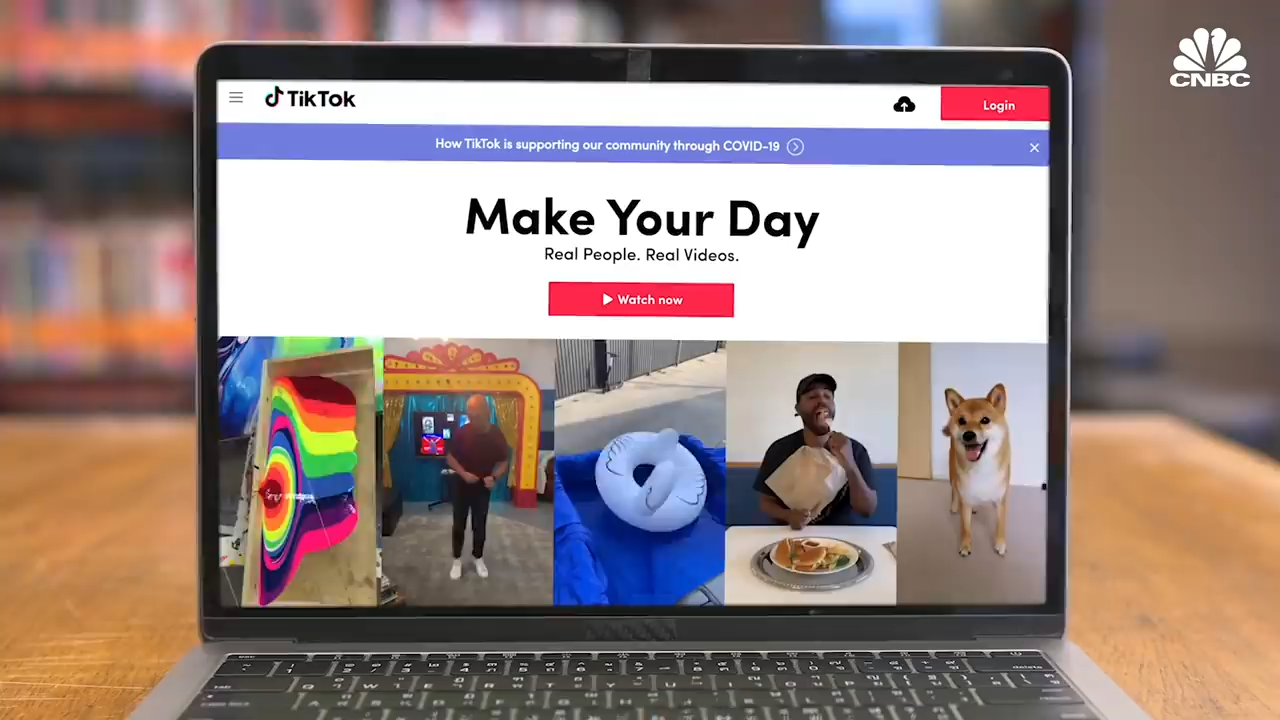 CNBC
TikTok
Login
How TikTok is supporting our community through COVID-19
Make Your Day
Real People. Real Videos.
Watch now
delete